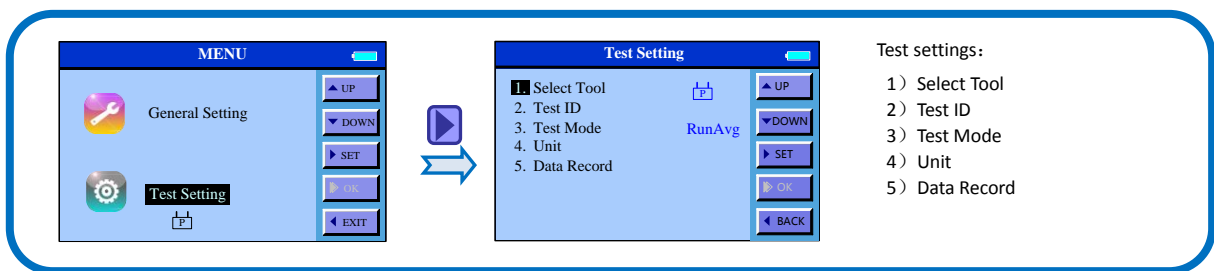 MENU
General Setting
Test Setting
P
▲ UP
▼ DOWN
▶ SET
▶ OK
◀ EXIT
Test Setting
1. Select Tool P
2. Test ID
3. Test Mode RunAvg
4. Unit
5. Data Record
▲ UP
▼DOWN
▶ SET
▶ OK
◀ BACK
Test settings：
1）Select Tool
2）Test ID
3）Test Mode
4）Unit
5）Data Record